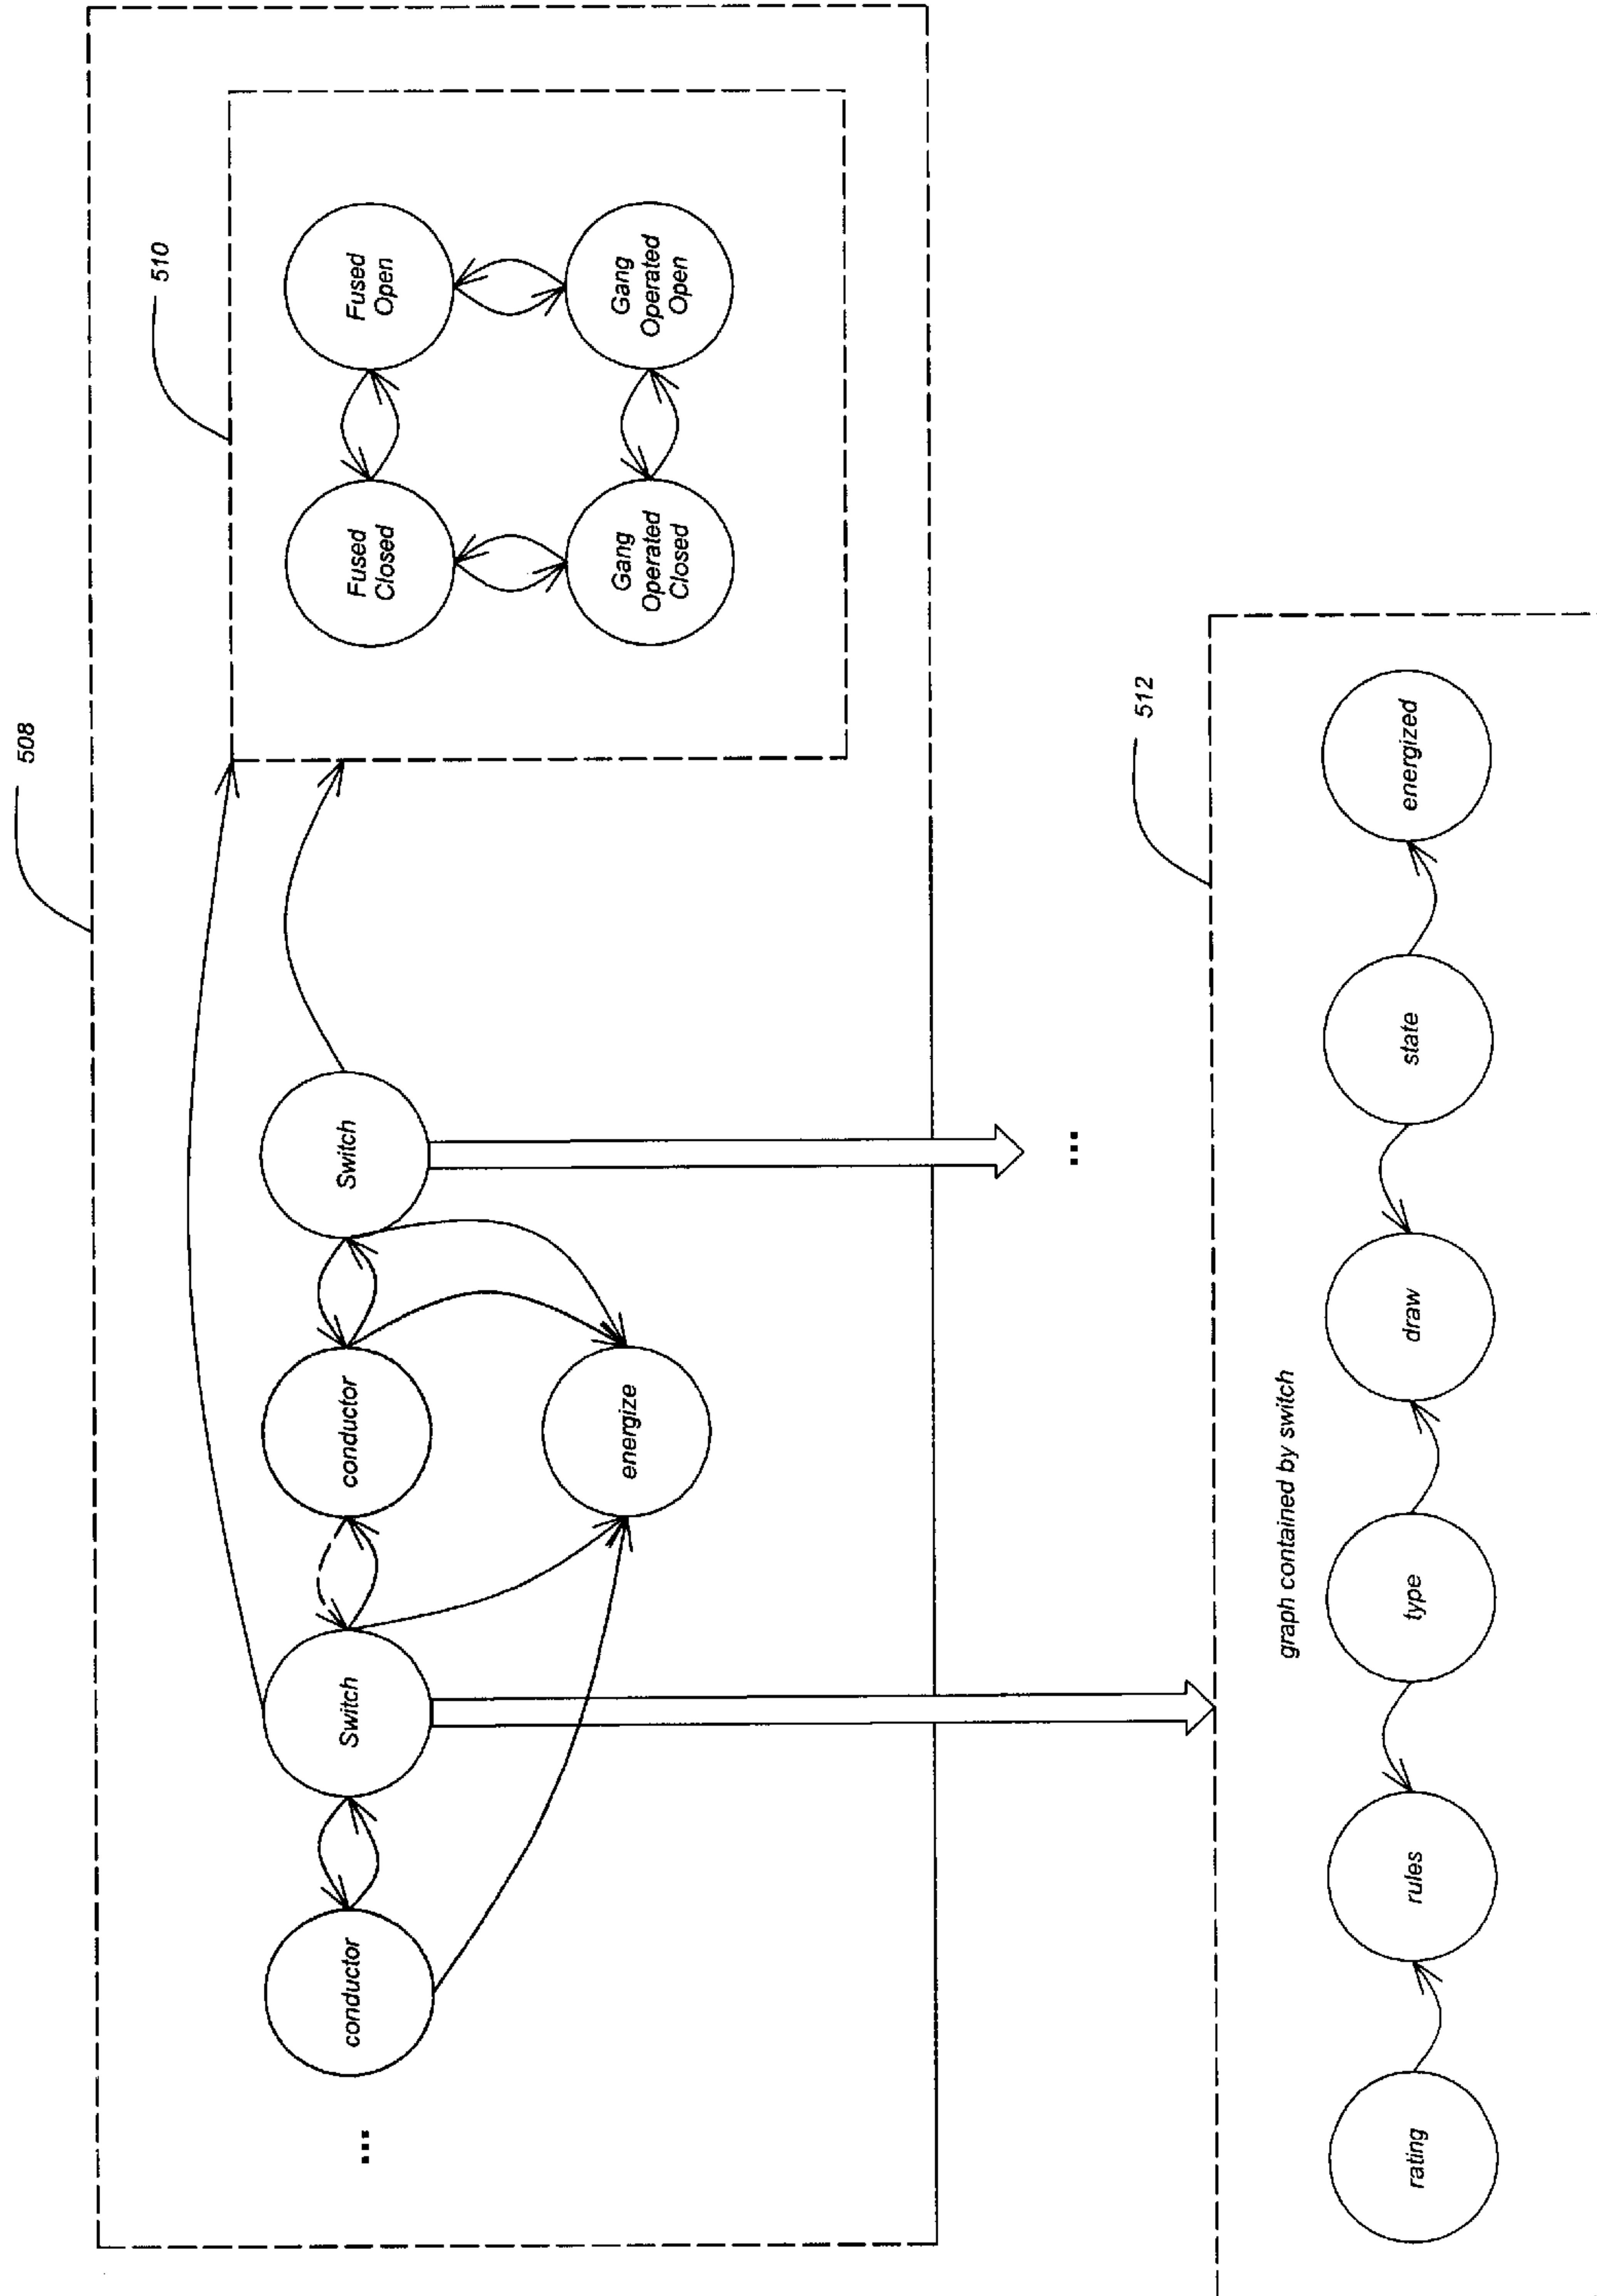 508
510
Fused
Closed
Fused
Open
Gang
Operated
Closed
Gang
Operated
Open
...
conductor
Switch
conductor
Switch
energize
...
512
graph contained by switch
rating
rules
type
draw
state
energized